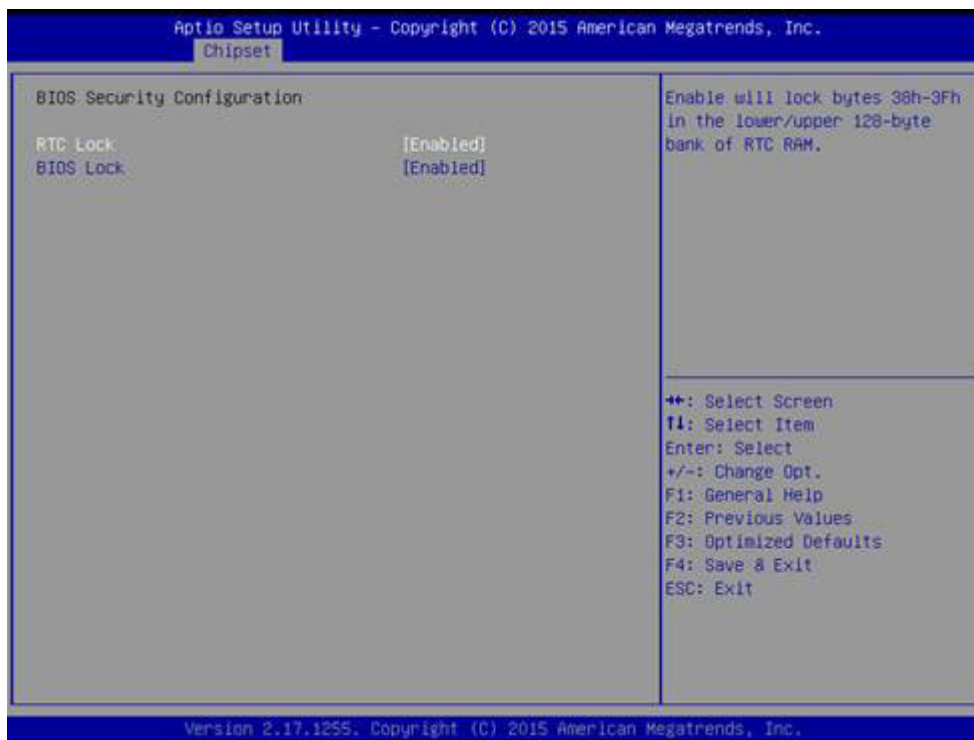 Aptio Setup Utility - Copyright (C) 2015 American Megatrends, Inc.
Chipset
BIOS Security Configuration
RTC Lock [Enabled]
BIOS Lock [Enabled]
Enable will lock bytes 38h-3Fh
in the lower/upper 128-byte
bank of RTC RAM.
→←: Select Screen
↑↓: Select Item
Enter: Select
+/-: Change Opt.
F1: General Help
F2: Previous Values
F3: Optimized Defaults
F4: Save & Exit
ESC: Exit
Version 2.17.1255. Copyright (C) 2015 American Megatrends, Inc.